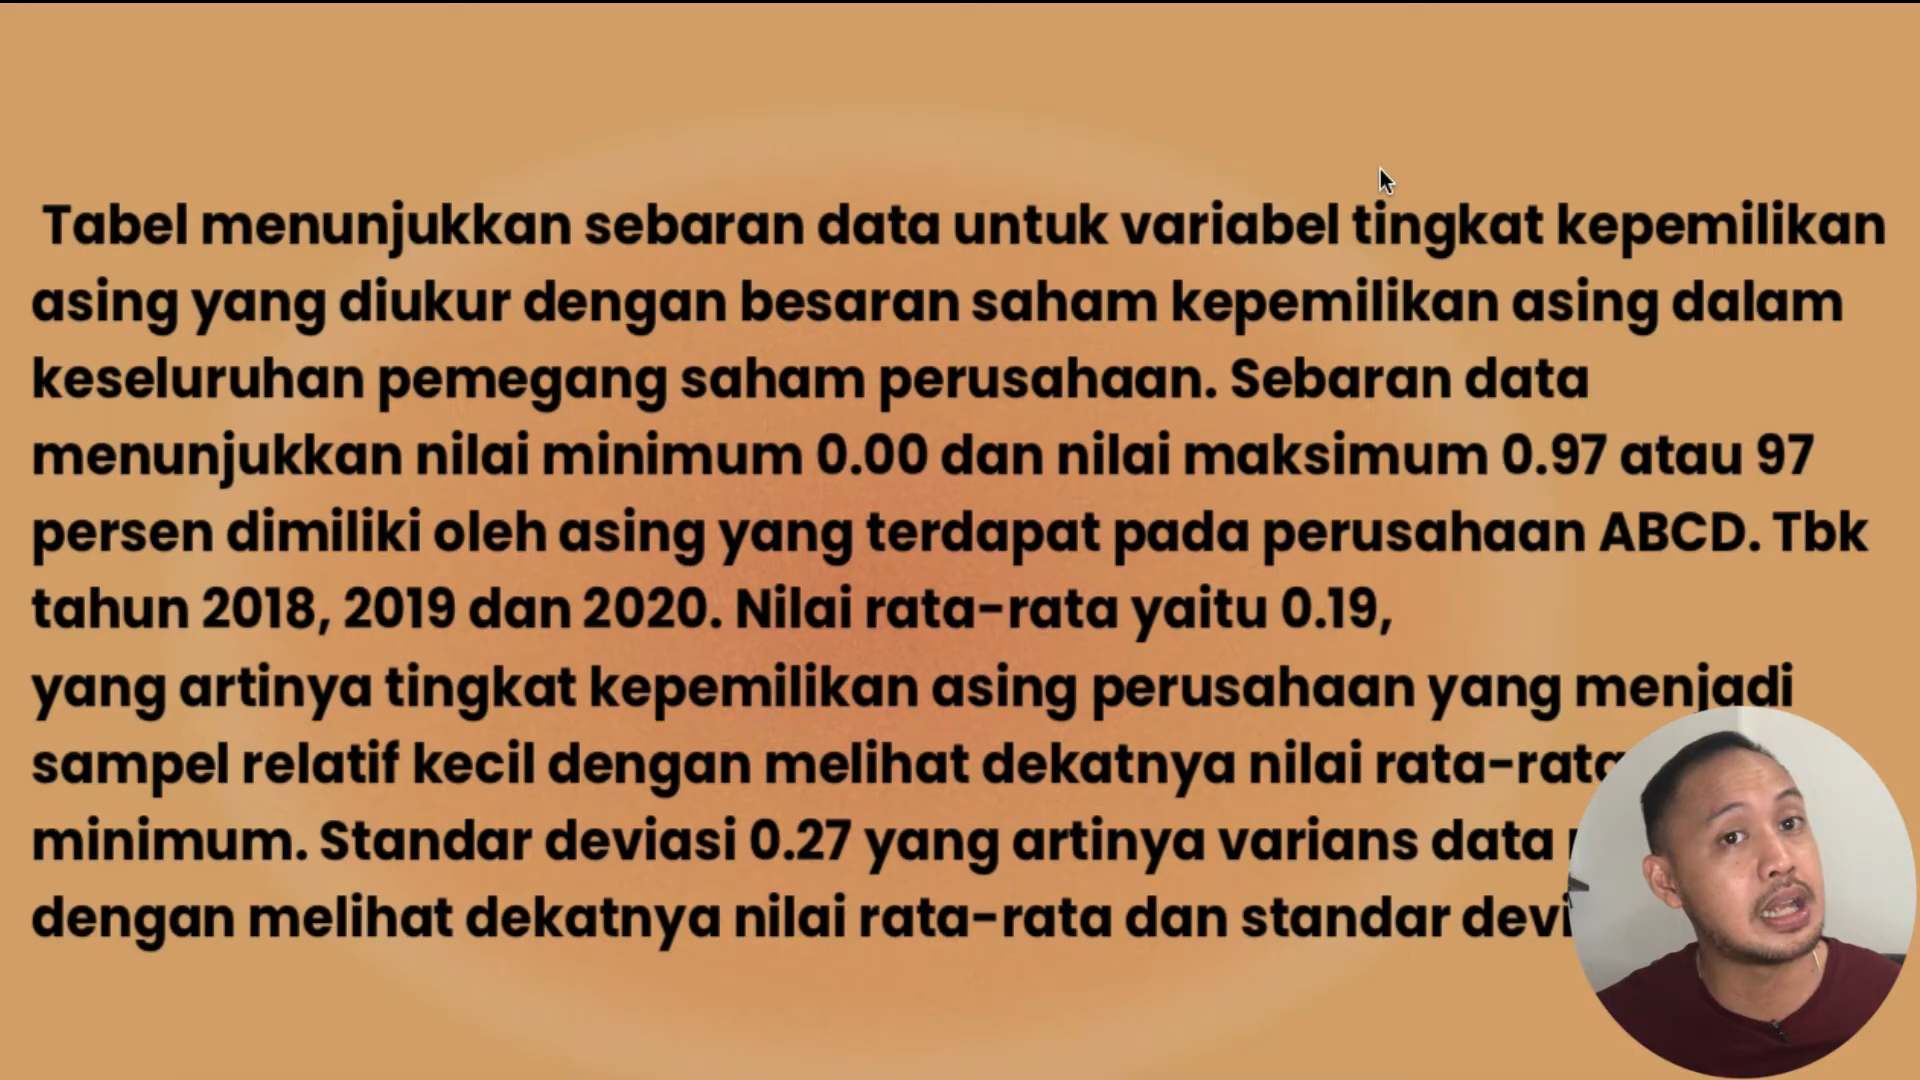 Tabel menunjukkan sebaran data untuk variabel tingkat kepemilikan
asing yang diukur dengan besaran saham kepemilikan asing dalam
keseluruhan pemegang saham perusahaan. Sebaran data
menunjukkan nilai minimum 0.00 dan nilai maksimum 0.97 atau 97
persen dimiliki oleh asing yang terdapat pada perusahaan ABCD. Tbk
tahun 2018, 2019 dan 2020. Nilai rata-rata yaitu 0.19,
yang artinya tingkat kepemilikan asing perusahaan yang menjadi
sampel relatif kecil dengan melihat dekatnya nilai rata-rata
minimum. Standar deviasi 0.27 yang artinya varians data
dengan melihat dekatnya nilai rata-rata dan standar